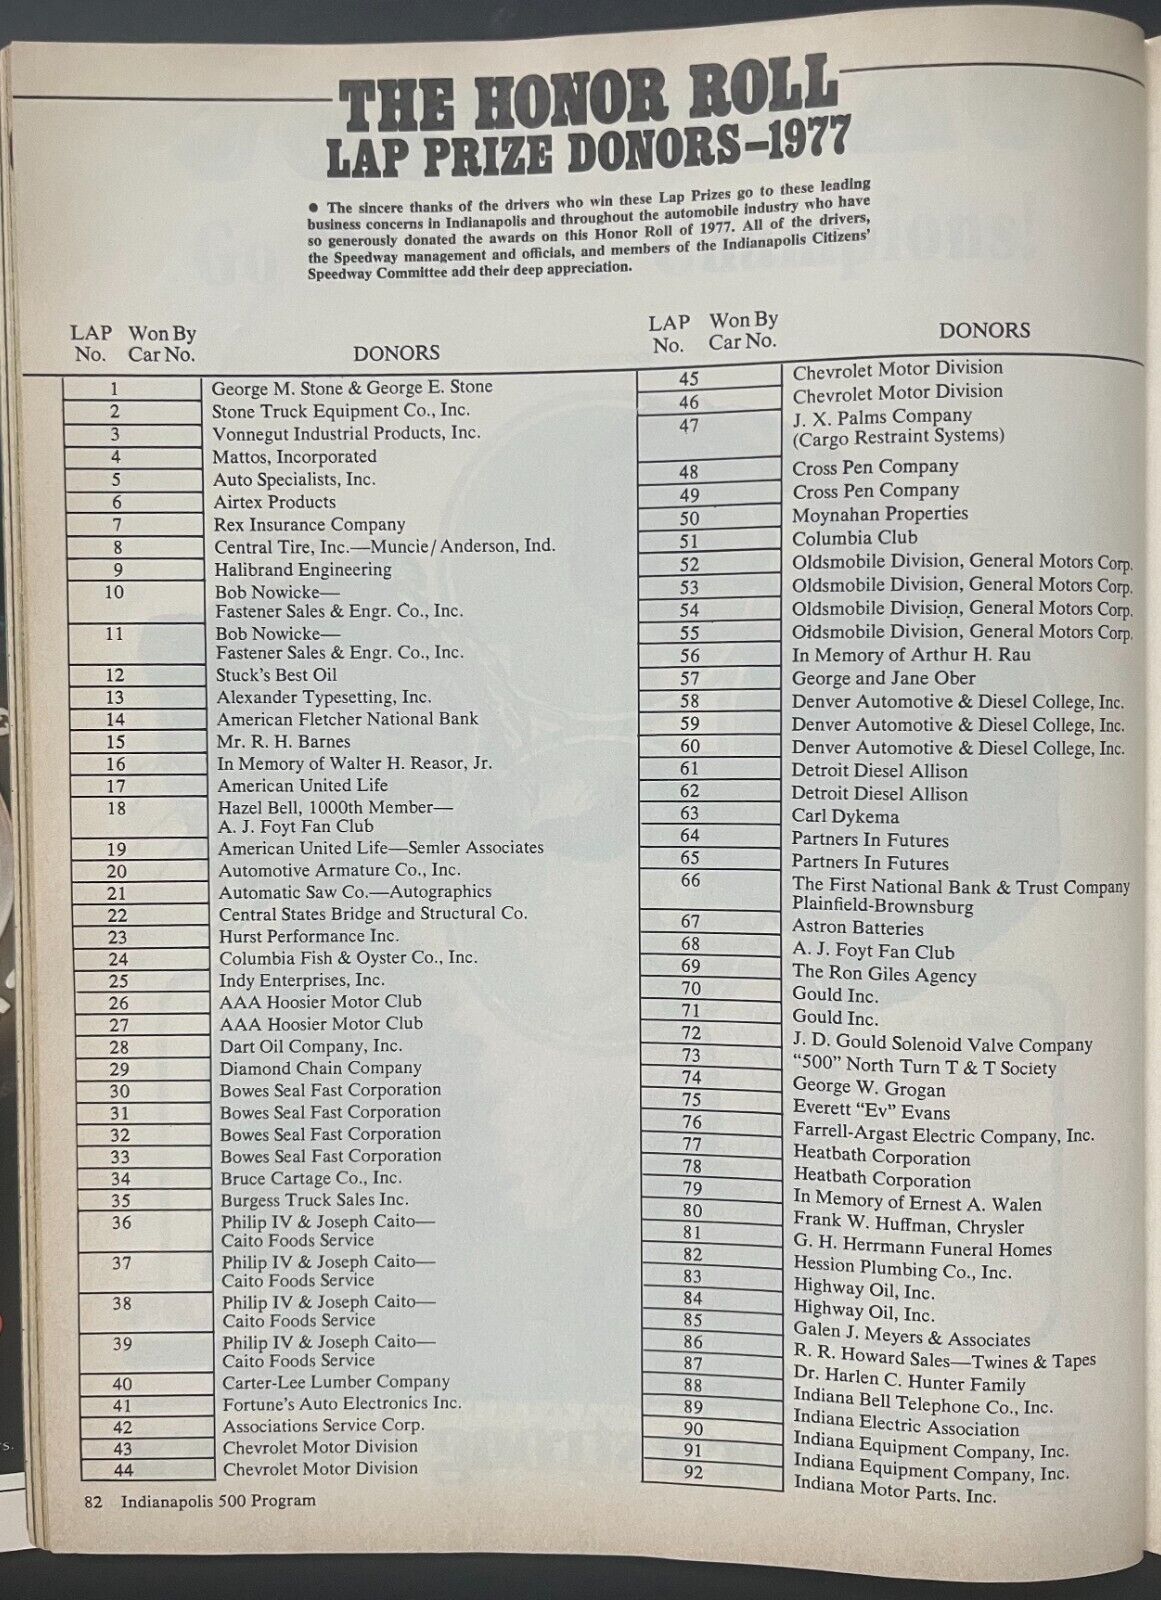 THE HONOR ROLL
LAP PRIZE DONORS–1977
● The sincere thanks of the drivers who win these Lap Prizes go to these leading
business concerns in Indianapolis and throughout the automobile industry who have
so generously donated the awards on this Honor Roll of 1977. All of the drivers,
the Speedway management and officials, and members of the Indianapolis Citizens'
Speedway Committee add their deep appreciation.
LAP Won By
No. Car No. DONORS
1 George M. Stone & George E. Stone
2 Stone Truck Equipment Co., Inc.
3 Vonnegut Industrial Products, Inc.
4 Mattos, Incorporated
5 Auto Specialists, Inc.
6 Airtex Products
7 Rex Insurance Company
8 Central Tire, Inc.—Muncie/Anderson, Ind.
9 Halibrand Engineering
10 Bob Nowicke—
Fastener Sales & Engr. Co., Inc.
11 Bob Nowicke—
Fastener Sales & Engr. Co., Inc.
12 Stuck's Best Oil
13 Alexander Typesetting, Inc.
14 American Fletcher National Bank
15 Mr. R. H. Barnes
16 In Memory of Walter H. Reasor, Jr.
17 American United Life
18 Hazel Bell, 1000th Member—
A. J. Foyt Fan Club
19 American United Life—Semler Associates
20 Automotive Armature Co., Inc.
21 Automatic Saw Co.—Autographics
22 Central States Bridge and Structural Co.
23 Hurst Performance Inc.
24 Columbia Fish & Oyster Co., Inc.
25 Indy Enterprises, Inc.
26 AAA Hoosier Motor Club
27 AAA Hoosier Motor Club
28 Dart Oil Company, Inc.
29 Diamond Chain Company
30 Bowes Seal Fast Corporation
31 Bowes Seal Fast Corporation
32 Bowes Seal Fast Corporation
33 Bowes Seal Fast Corporation
34 Bruce Cartage Co., Inc.
35 Burgess Truck Sales Inc.
36 Philip IV & Joseph Caito—
Caito Foods Service
37 Philip IV & Joseph Caito—
Caito Foods Service
38 Philip IV & Joseph Caito—
Caito Foods Service
39 Philip IV & Joseph Caito—
Caito Foods Service
40 Carter-Lee Lumber Company
41 Fortune's Auto Electronics Inc.
42 Associations Service Corp.
43 Chevrolet Motor Division
44 Chevrolet Motor Division
LAP Won By
No. Car No. DONORS
45 Chevrolet Motor Division
46 Chevrolet Motor Division
47 J. X. Palms Company
(Cargo Restraint Systems)
48 Cross Pen Company
49 Cross Pen Company
50 Moynahan Properties
51 Columbia Club
52 Oldsmobile Division, General Motors Corp.
53 Oldsmobile Division, General Motors Corp.
54 Oldsmobile Division, General Motors Corp.
55 Oldsmobile Division, General Motors Corp.
56 In Memory of Arthur H. Rau
57 George and Jane Ober
58 Denver Automotive & Diesel College, Inc.
59 Denver Automotive & Diesel College, Inc.
60 Denver Automotive & Diesel College, Inc.
61 Detroit Diesel Allison
62 Detroit Diesel Allison
63 Carl Dykema
64 Partners In Futures
65 Partners In Futures
66 The First National Bank & Trust Company
Plainfield-Brownsburg
67 Astron Batteries
68 A. J. Foyt Fan Club
69 The Ron Giles Agency
70 Gould Inc.
71 Gould Inc.
72 J. D. Gould Solenoid Valve Company
73 "500" North Turn T & T Society
74 George W. Grogan
75 Everett "Ev" Evans
76 Farrell-Argast Electric Company, Inc.
77 Heatbath Corporation
78 Heatbath Corporation
79 In Memory of Ernest A. Walen
80 Frank W. Huffman, Chrysler
81 G. H. Herrmann Funeral Homes
82 Hession Plumbing Co., Inc.
83 Highway Oil, Inc.
84 Highway Oil, Inc.
85 Galen J. Meyers & Associates
86 R. R. Howard Sales—Twines & Tapes
87 Dr. Harlen C. Hunter Family
88 Indiana Bell Telephone Co., Inc.
89 Indiana Electric Association
90 Indiana Equipment Company, Inc.
91 Indiana Equipment Company, Inc.
92 Indiana Motor Parts, Inc.
82 Indianapolis 500 Program